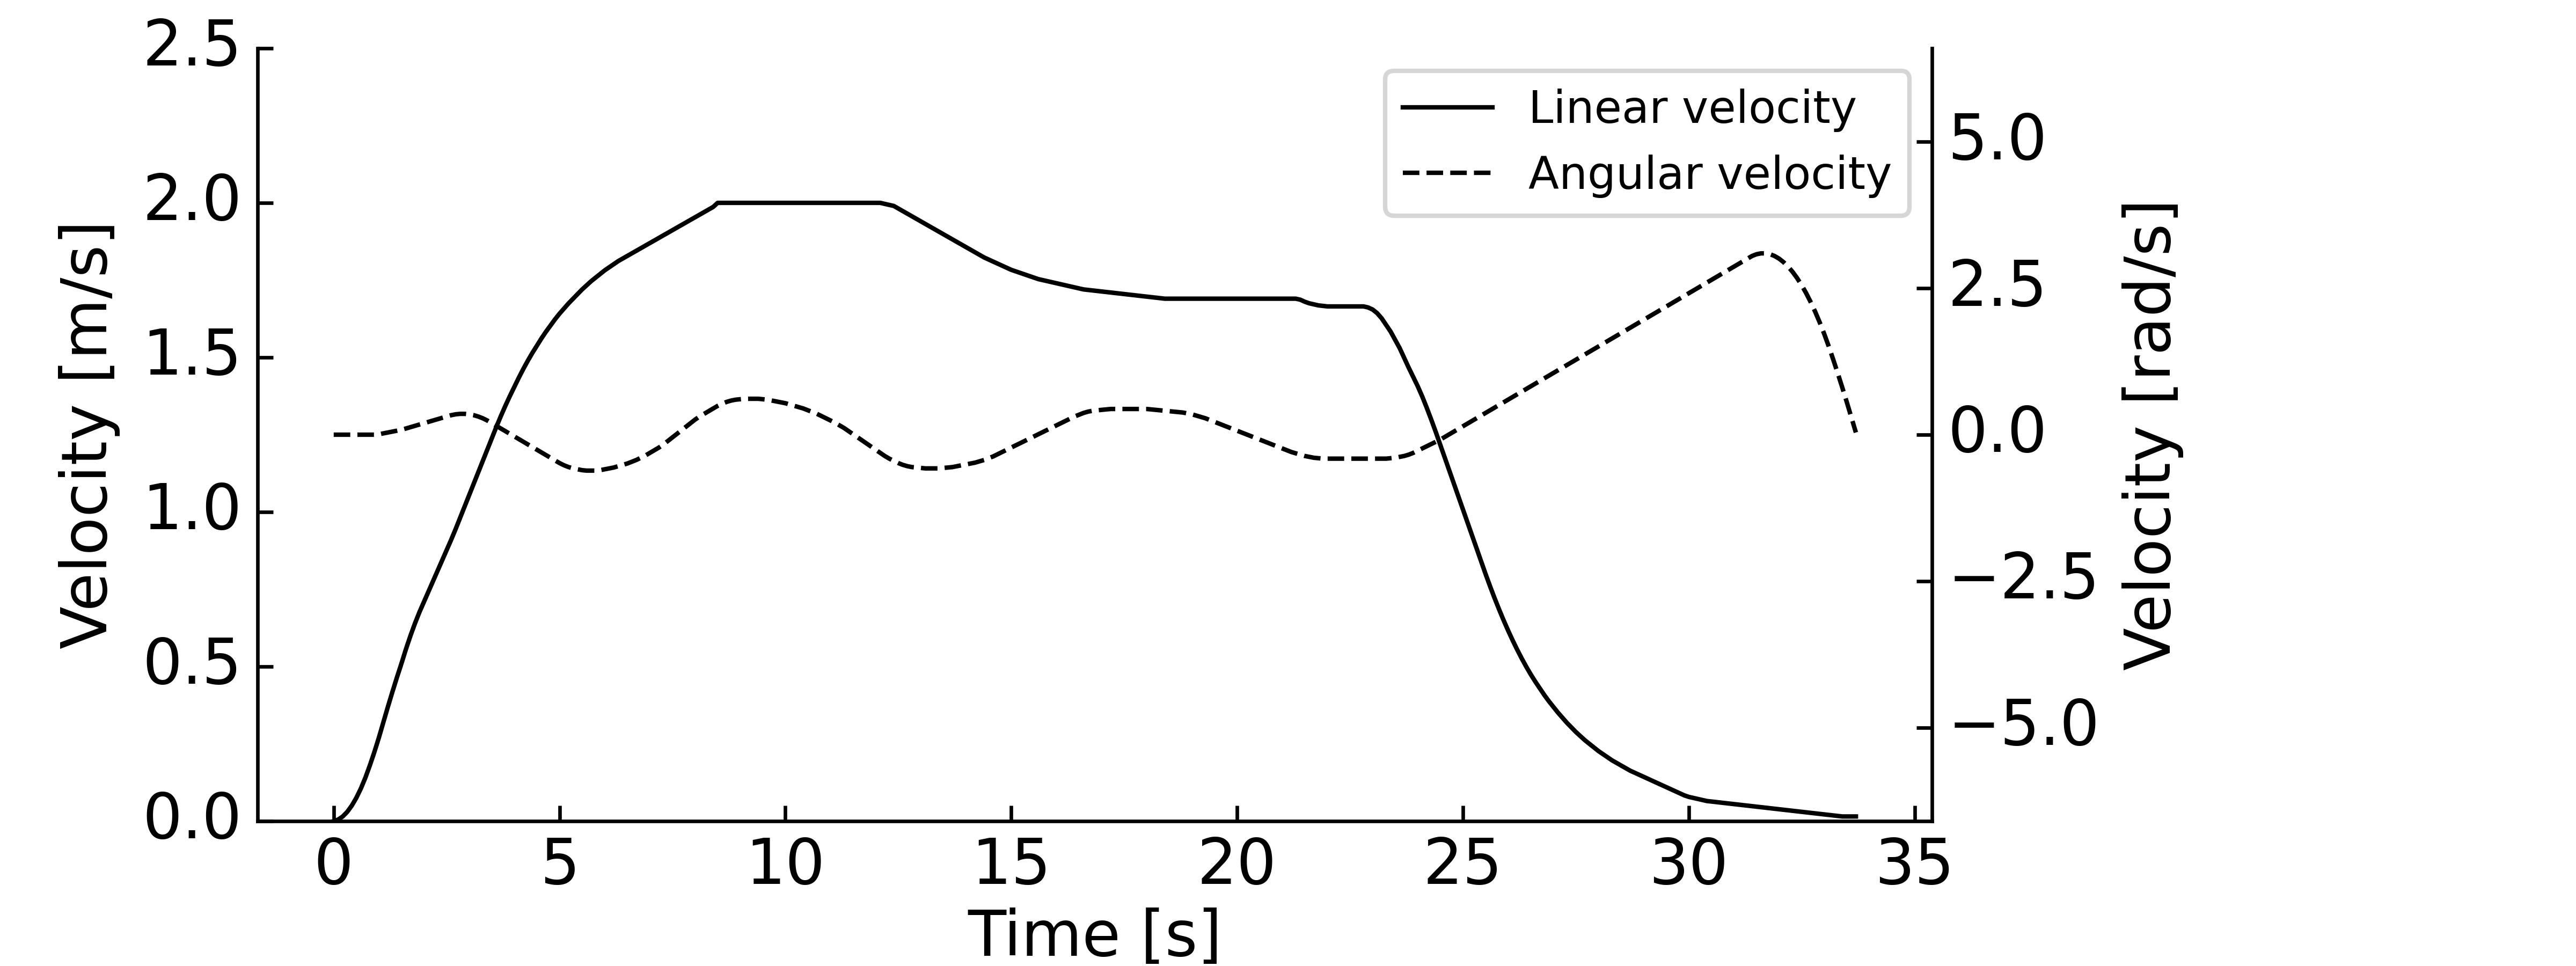 2.5
2.0
1.5
1.0
0.5
0.0
Velocity [m/s]
Linear velocity
Angular velocity
5.0
2.5
0.0
−2.5
−5.0
Velocity [rad/s]
0 5 10 15 20 25 30 35
Time [s]